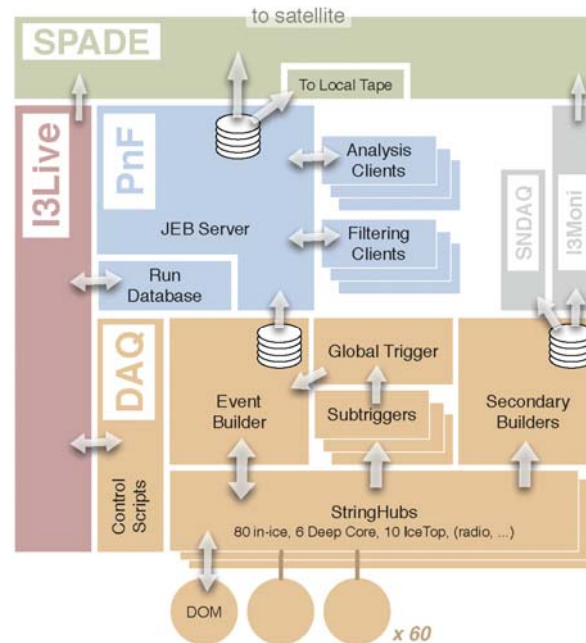 to satellite
SPADE
To Local Tape
I3Live
PnF
Analysis
Clients
JEB Server
Filtering
Clients
SNDAQ
I3Moni
Run
Database
DAQ
Global Trigger
Event
Builder
Subtriggers
Secondary
Builders
Control
Scripts
StringHubs
80 in-ice, 6 Deep Core, 10 IceTop, (radio, ...)
DOM
x 60